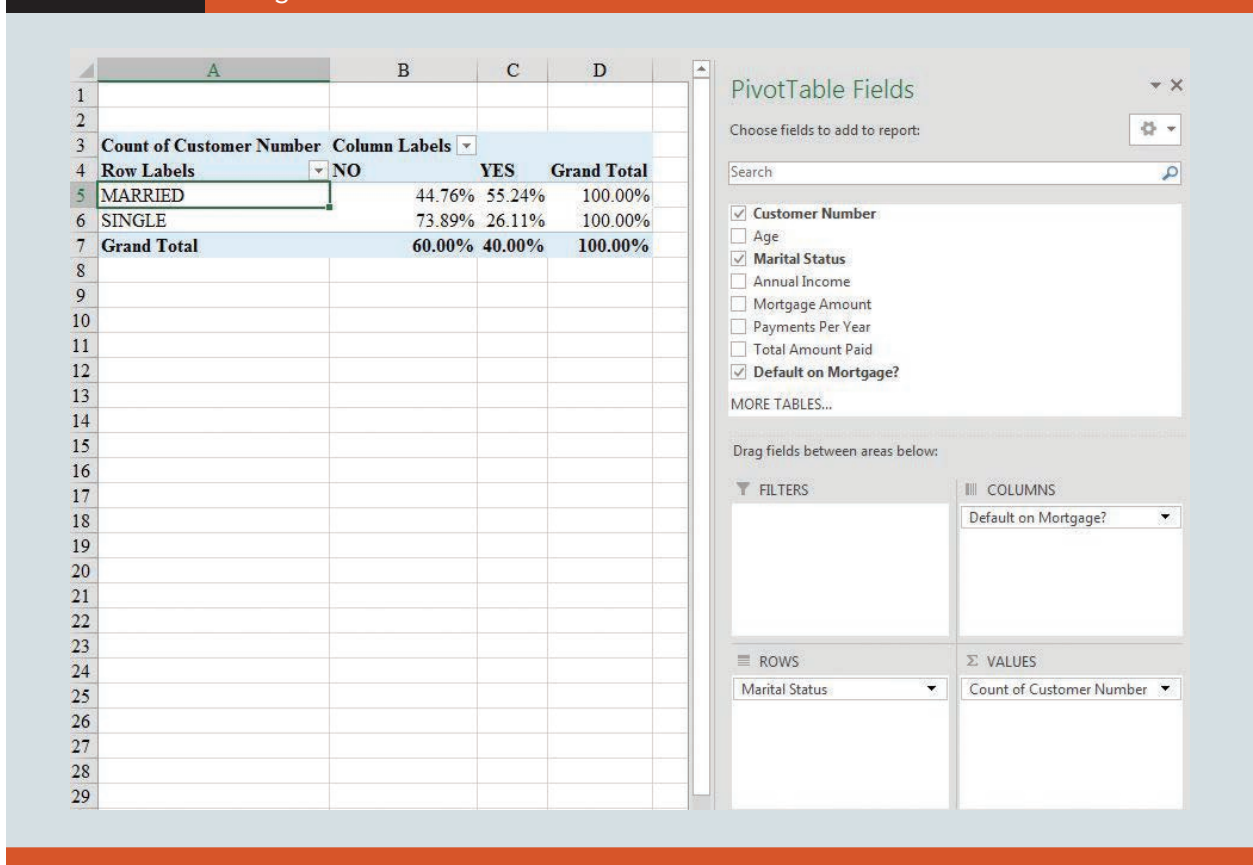 A B C D
1
2
3 Count of Customer Number Column Labels
4 Row Labels NO YES Grand Total
5 MARRIED 44.76% 55.24% 100.00%
6 SINGLE 73.89% 26.11% 100.00%
7 Grand Total 60.00% 40.00% 100.00%
8
9
10
11
12
13
14
15
16
17
18
19
20
21
22
23
24
25
26
27
28
29
PivotTable Fields
Choose fields to add to report:
Search
Customer Number
Age
Marital Status
Annual Income
Mortgage Amount
Payments Per Year
Total Amount Paid
Default on Mortgage?
MORE TABLES...
Drag fields between areas below:
FILTERS
COLUMNS
Default on Mortgage?
ROWS
Marital Status
Σ VALUES
Count of Customer Number